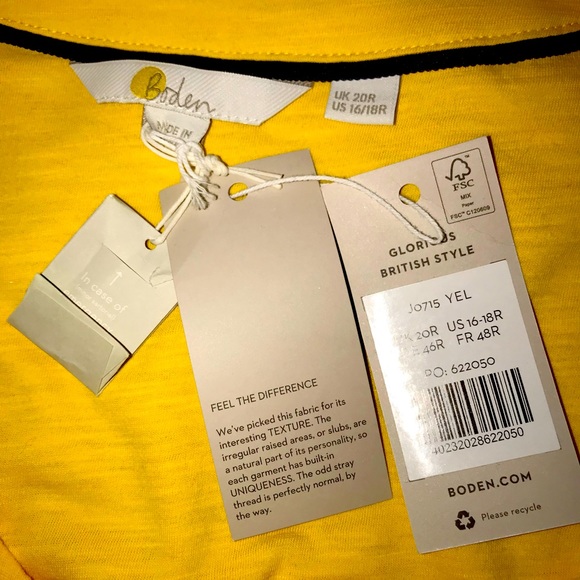 Boden
MADE IN
UK 20R
US 16/18R
FSC
MIX
Paper
FSC™ C120609
GLORIOUS
BRITISH STYLE
J0715 YEL
20R US 16-18R
46R FR 48R
PO: 622050
40232028622050
BODEN.COM
Please recycle
In case of
FEEL THE DIFFERENCE
We've picked this fabric for its
interesting TEXTURE. The
irregular raised areas, or slubs, are
a natural part of its personality, so
each garment has built-in
UNIQUENESS. The odd stray
thread is perfectly normal, by
the way.